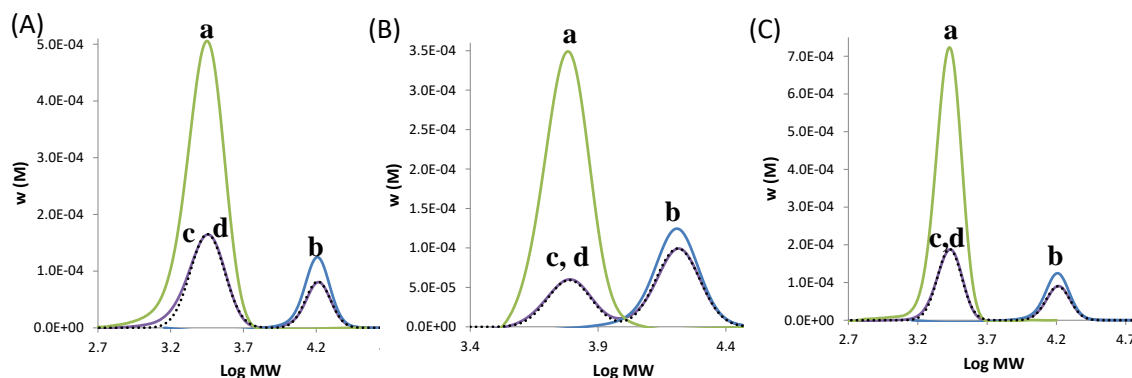 (A)
w (M)
5.0E-04
4.0E-04
3.0E-04
2.0E-04
1.0E-04
0.0E+00
a
c d
b
2.7 3.2 3.7 4.2
Log MW
(B)
w (M)
3.5E-04
3.0E-04
2.5E-04
2.0E-04
1.5E-04
1.0E-04
5.0E-05
0.0E+00
a
b
c, d
3.4 3.9 4.4
Log MW
(C)
w (M)
7.0E-04
6.0E-04
5.0E-04
4.0E-04
3.0E-04
2.0E-04
1.0E-04
0.0E+00
a
c,d
b
2.7 3.2 3.7 4.2 4.7
Log MW